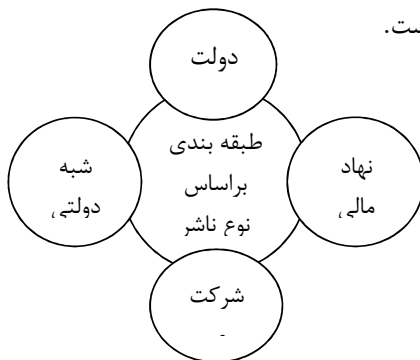 ست.
دولت
طبقه بندی
براساس
نوع ناشر
نهاد
مالی
شبه
دولتی
شرکت